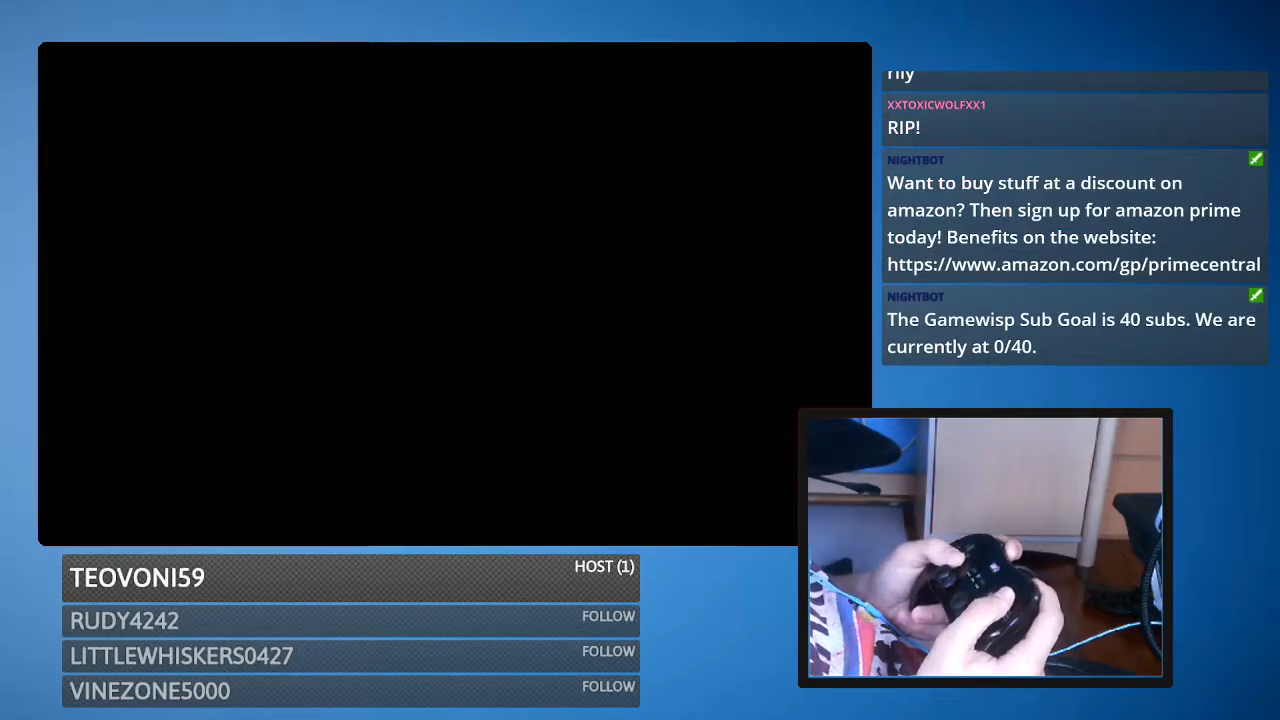 XXTOXICWOLFXX1
RIP!
NIGHTBOT
Want to buy stuff at a discount on
amazon? Then sign up for amazon prime
today! Benefits on the website:
https://www.amazon.com/gp/primecentral
NIGHTBOT
The Gamewisp Sub Goal is 40 subs. We are
currently at 0/40.
TEOVONI59 HOST (1)
RUDY4242 FOLLOW
LITTLEWHISKERS0427 FOLLOW
VINEZONE5000 FOLLOW